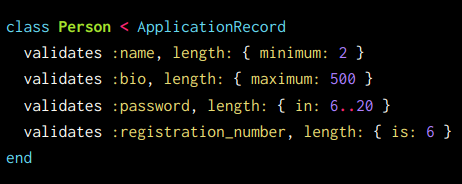 class Person < ApplicationRecord
  validates :name, length: { minimum: 2 }
  validates :bio, length: { maximum: 500 }
  validates :password, length: { in: 6..20 }
  validates :registration_number, length: { is: 6 }
end